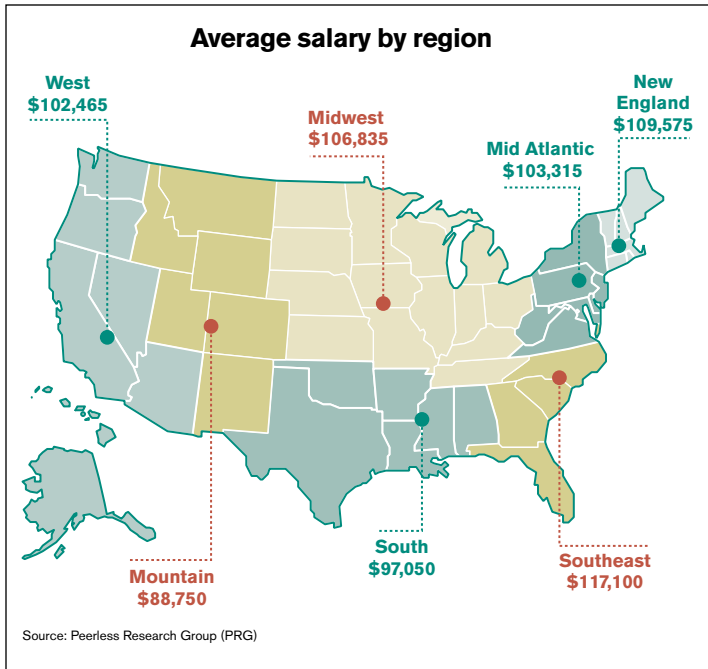 Average salary by region
West
$102,465
Midwest
$106,835
New
England
$109,575
Mid Atlantic
$103,315
Mountain
$88,750
South
$97,050
Southeast
$117,100
Source: Peerless Research Group (PRG)